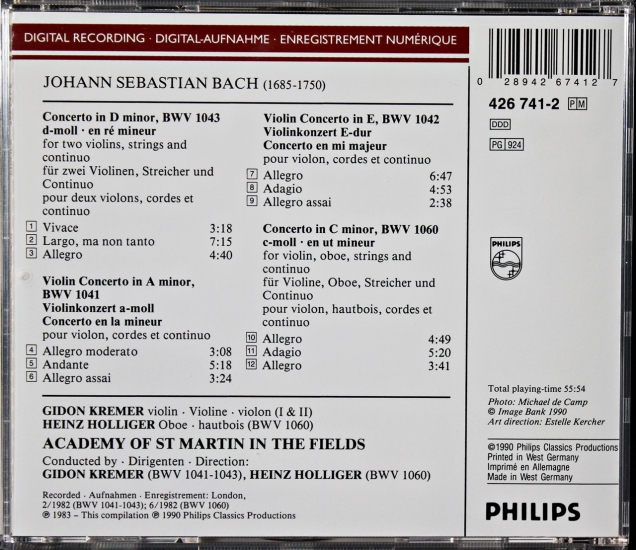 DIGITAL RECORDING · DIGITAL-AUFNAHME · ENREGISTREMENT NUMÉRIQUE
JOHANN SEBASTIAN BACH (1685-1750)
Concerto in D minor, BWV 1043
d-moll · en ré mineur
for two violins, strings and
continuo
für zwei Violinen, Streicher und
Continuo
pour deux violons, cordes et
continuo
1 Vivace 3:18
2 Largo, ma non tanto 7:15
3 Allegro 4:40
Violin Concerto in A minor,
BWV 1041
Violinkonzert a-moll
Concerto en la mineur
pour violon, cordes et continuo
4 Allegro moderato 3:08
5 Andante 5:18
6 Allegro assai 3:24
Violin Concerto in E, BWV 1042
Violinkonzert E-dur
Concerto en mi majeur
pour violon, cordes et continuo
7 Allegro 6:47
8 Adagio 4:53
9 Allegro assai 2:38
Concerto in C minor, BWV 1060
c-moll · en ut mineur
for violin, oboe, strings and
continuo
für Violine, Oboe, Streicher und
Continuo
pour violon, hautbois, cordes et
continuo
10 Allegro 4:49
11 Adagio 5:20
12 Allegro 3:41
GIDON KREMER violin · Violine · violon (I & II)
HEINZ HOLLIGER Oboe · hautbois (BWV 1060)
ACADEMY OF ST MARTIN IN THE FIELDS
Conducted by · Dirigenten · Direction:
GIDON KREMER (BWV 1041-1043), HEINZ HOLLIGER (BWV 1060)
Recorded · Aufnahmen · Enregistrement: London,
2/1982 (BWV 1041-1043); 6/1982 (BWV 1060)
℗ 1983 – This compilation ℗ 1990 Philips Classics Productions
0 28942 67412 7
426 741-2 PM
DDD
PG 924
PHILIPS
Total playing-time 55:54
Photo: Michael de Camp
© Image Bank 1990
Art direction: Estelle Kercher
©1990 Philips Classics Productions
Printed in West Germany
Imprimé en Allemagne
Made in West Germany
PHILIPS